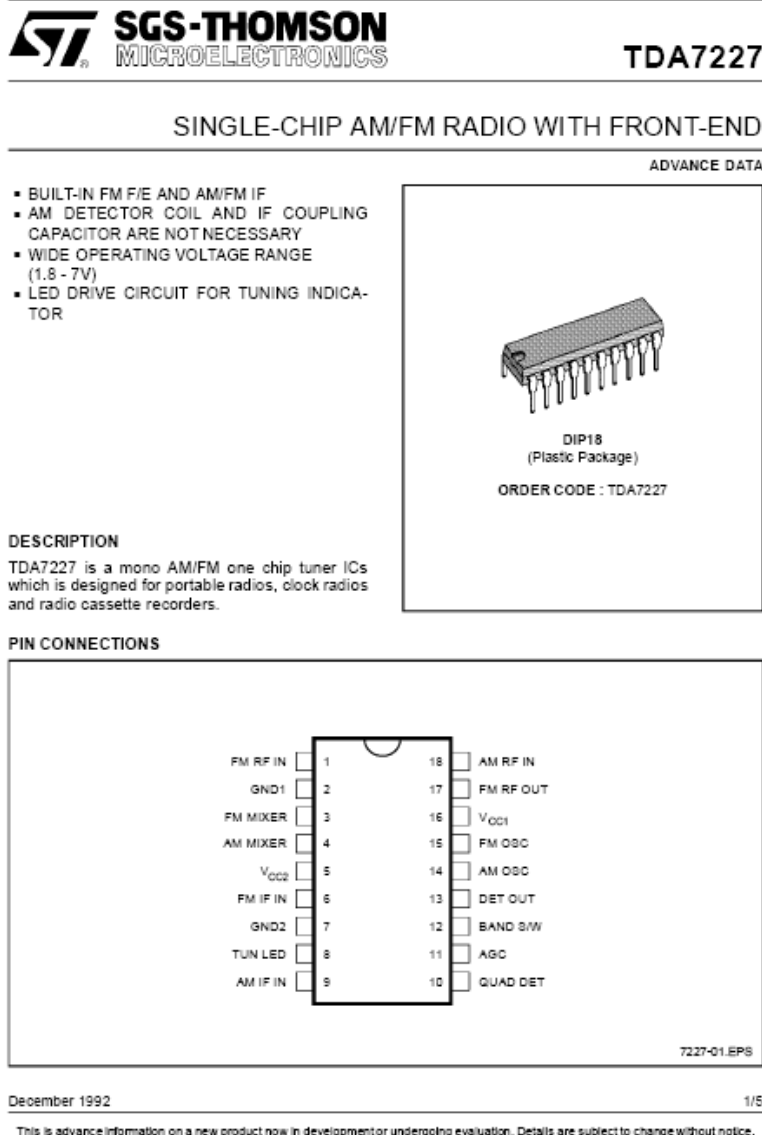 SGS-THOMSON
MICROELECTRONICS
TDA7227
SINGLE-CHIP AM/FM RADIO WITH FRONT-END
ADVANCE DATA
▪ BUILT-IN FM F/E AND AM/FM IF
▪ AM DETECTOR COIL AND IF COUPLING
CAPACITOR ARE NOT NECESSARY
▪ WIDE OPERATING VOLTAGE RANGE
(1.8 - 7V)
▪ LED DRIVE CIRCUIT FOR TUNING INDICA-
TOR
DIP18
(Plastic Package)
ORDER CODE : TDA7227
DESCRIPTION
TDA7227 is a mono AM/FM one chip tuner ICs
which is designed for portable radios, clock radios
and radio cassette recorders.
PIN CONNECTIONS
FM RF IN 1 18 AM RF IN
GND1 2 17 FM RF OUT
FM MIXER 3 16 VCC1
AM MIXER 4 15 FM OSC
VCC2 5 14 AM OSC
FM IF IN 6 13 DET OUT
GND2 7 12 BAND S/W
TUN LED 8 11 AGC
AM IF IN 9 10 QUAD DET
7227-01.EPS
December 1992
1/5
This is advance information on a new product now in development or undergoing evaluation. Details are subject to change without notice.